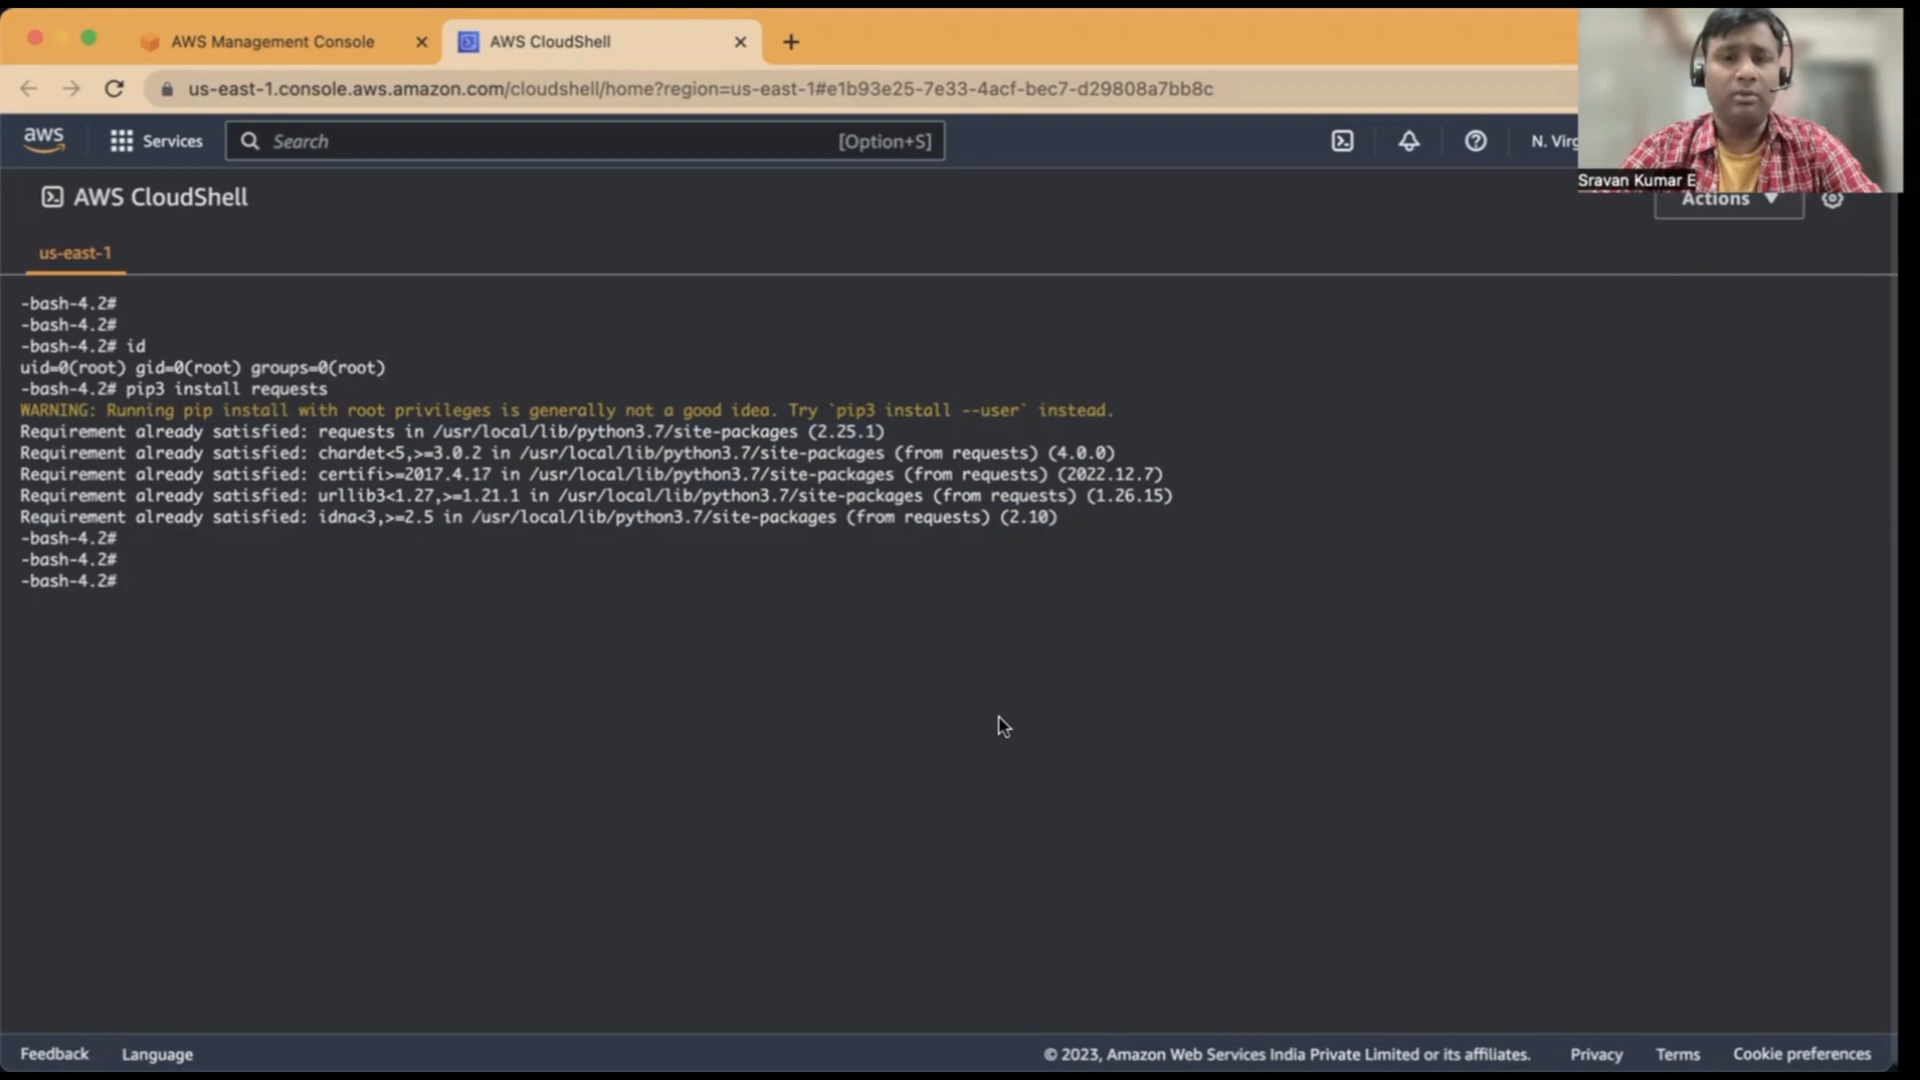 AWS Management Console
AWS CloudShell
us-east-1.console.aws.amazon.com/cloudshell/home?region=us-east-1#e1b93e25-7e33-4acf-bec7-d29808a7bb8c
aws
Services
Search
[Option+S]
N. Virg
Sravan Kumar E
AWS CloudShell
Actions
us-east-1
-bash-4.2#
-bash-4.2#
-bash-4.2# id
uid=0(root) gid=0(root) groups=0(root)
-bash-4.2# pip3 install requests
WARNING: Running pip install with root privileges is generally not a good idea. Try `pip3 install --user` instead.
Requirement already satisfied: requests in /usr/local/lib/python3.7/site-packages (2.25.1)
Requirement already satisfied: chardet<5,>=3.0.2 in /usr/local/lib/python3.7/site-packages (from requests) (4.0.0)
Requirement already satisfied: certifi>=2017.4.17 in /usr/local/lib/python3.7/site-packages (from requests) (2022.12.7)
Requirement already satisfied: urllib3<1.27,>=1.21.1 in /usr/local/lib/python3.7/site-packages (from requests) (1.26.15)
Requirement already satisfied: idna<3,>=2.5 in /usr/local/lib/python3.7/site-packages (from requests) (2.10)
-bash-4.2#
-bash-4.2#
-bash-4.2#
Feedback
Language
© 2023, Amazon Web Services India Private Limited or its affiliates.
Privacy
Terms
Cookie preferences